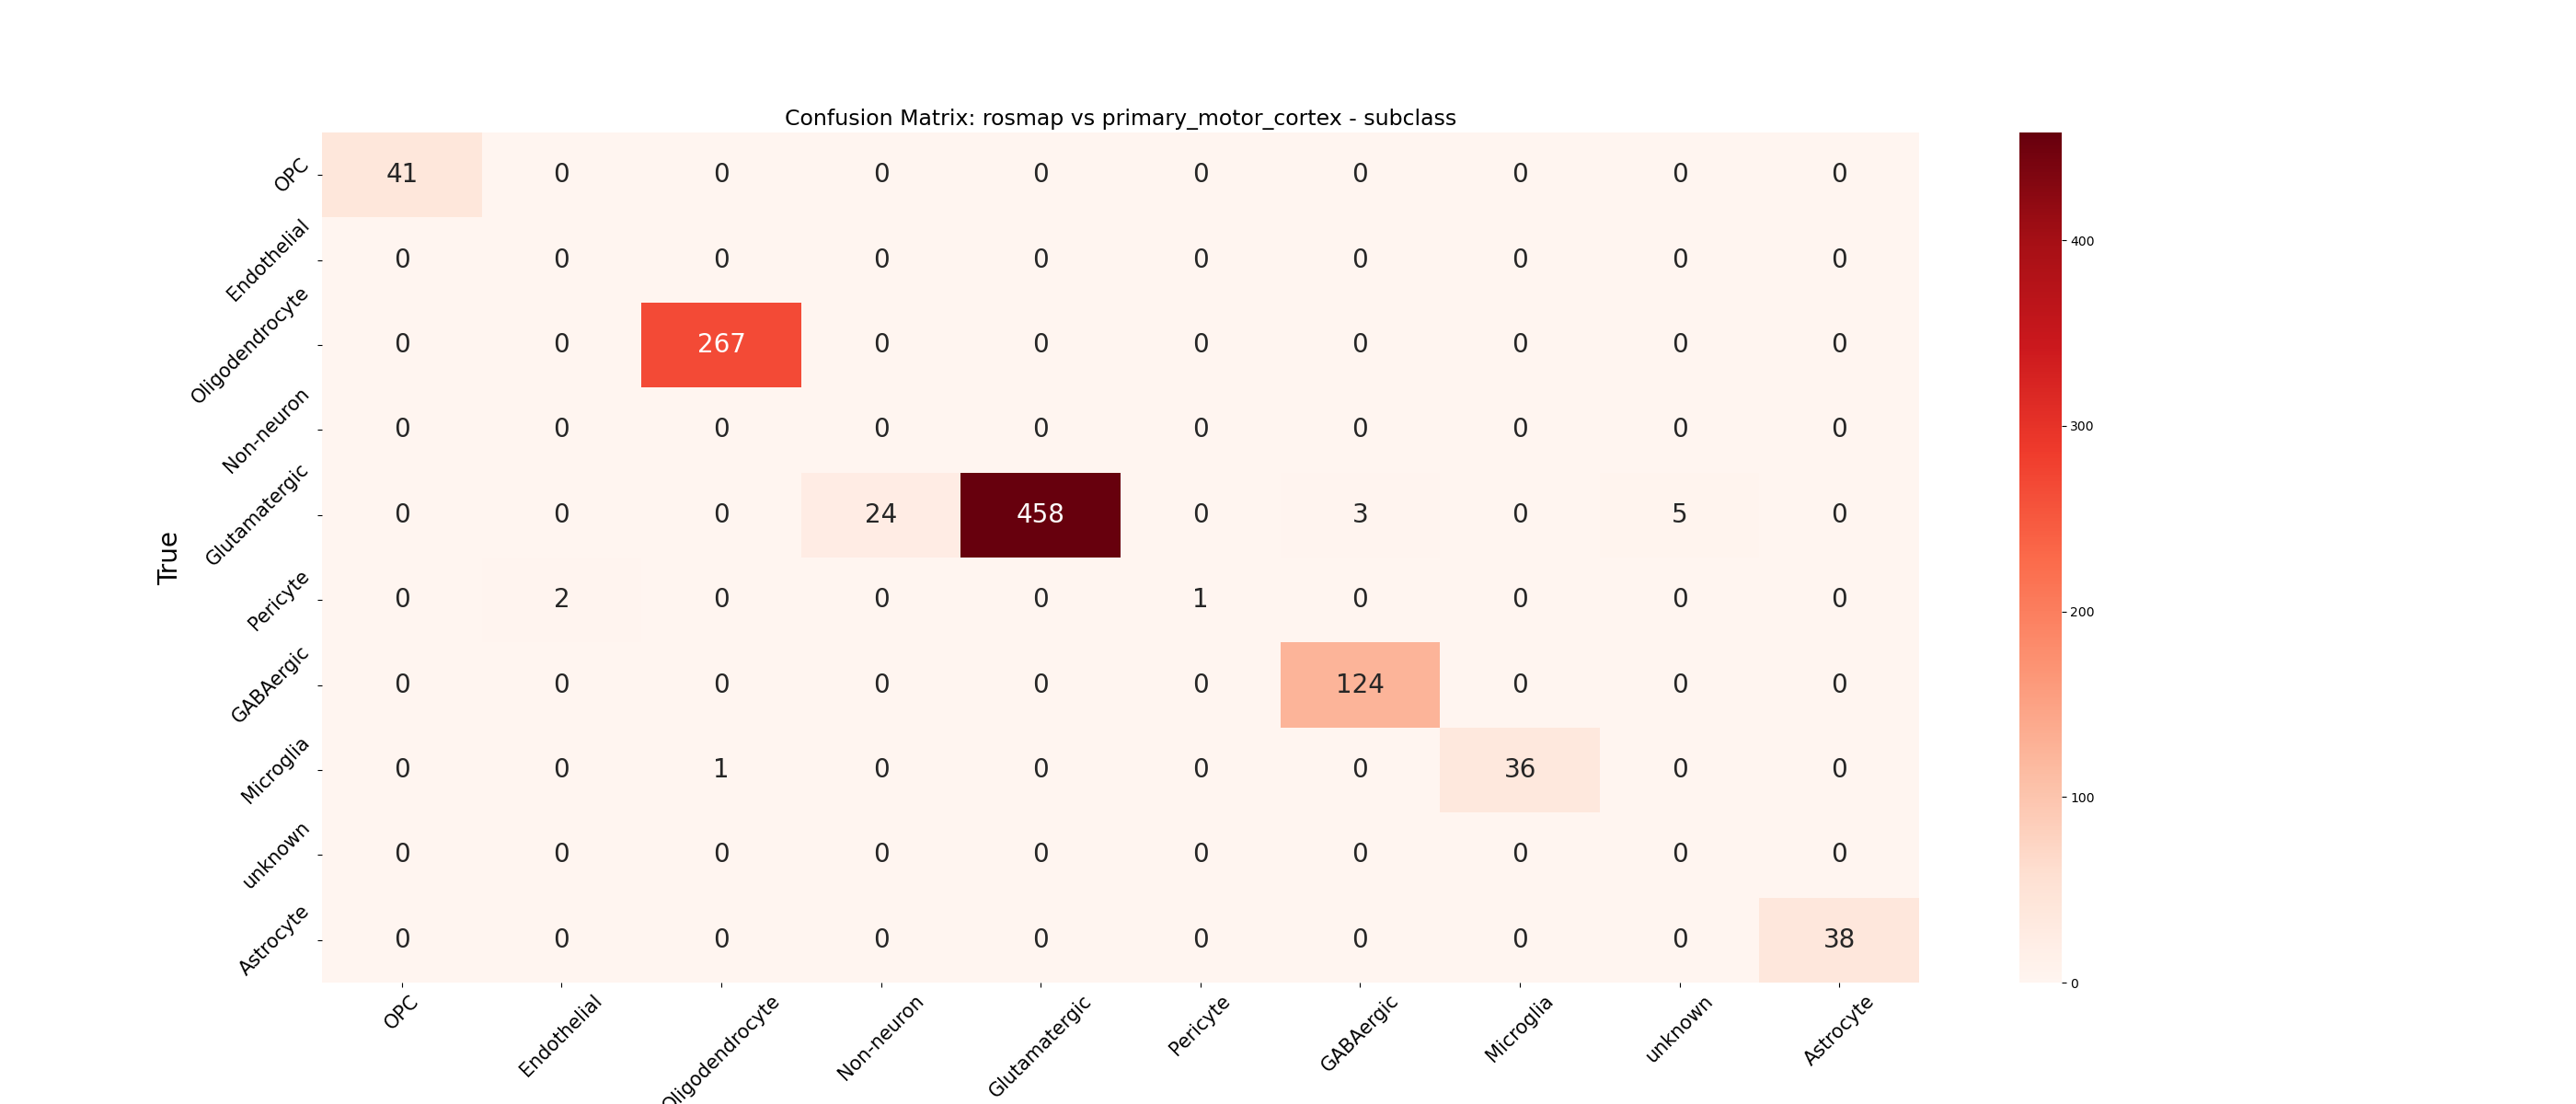 Confusion Matrix: rosmap vs primary_motor_cortex - subclass
True
OPC 41 0 0 0 0 0 0 0 0 0
Endothelial 0 0 0 0 0 0 0 0 0 0
Oligodendrocyte 0 0 267 0 0 0 0 0 0 0
Non-neuron 0 0 0 0 0 0 0 0 0 0
Glutamatergic 0 0 0 24 458 0 3 0 5 0
Pericyte 0 2 0 0 0 1 0 0 0 0
GABAergic 0 0 0 0 0 0 124 0 0 0
Microglia 0 0 1 0 0 0 0 36 0 0
unknown 0 0 0 0 0 0 0 0 0 0
Astrocyte 0 0 0 0 0 0 0 0 0 38
OPC Endothelial Oligodendrocyte Non-neuron Glutamatergic Pericyte GABAergic Microglia unknown Astrocyte
400
300
200
100
0